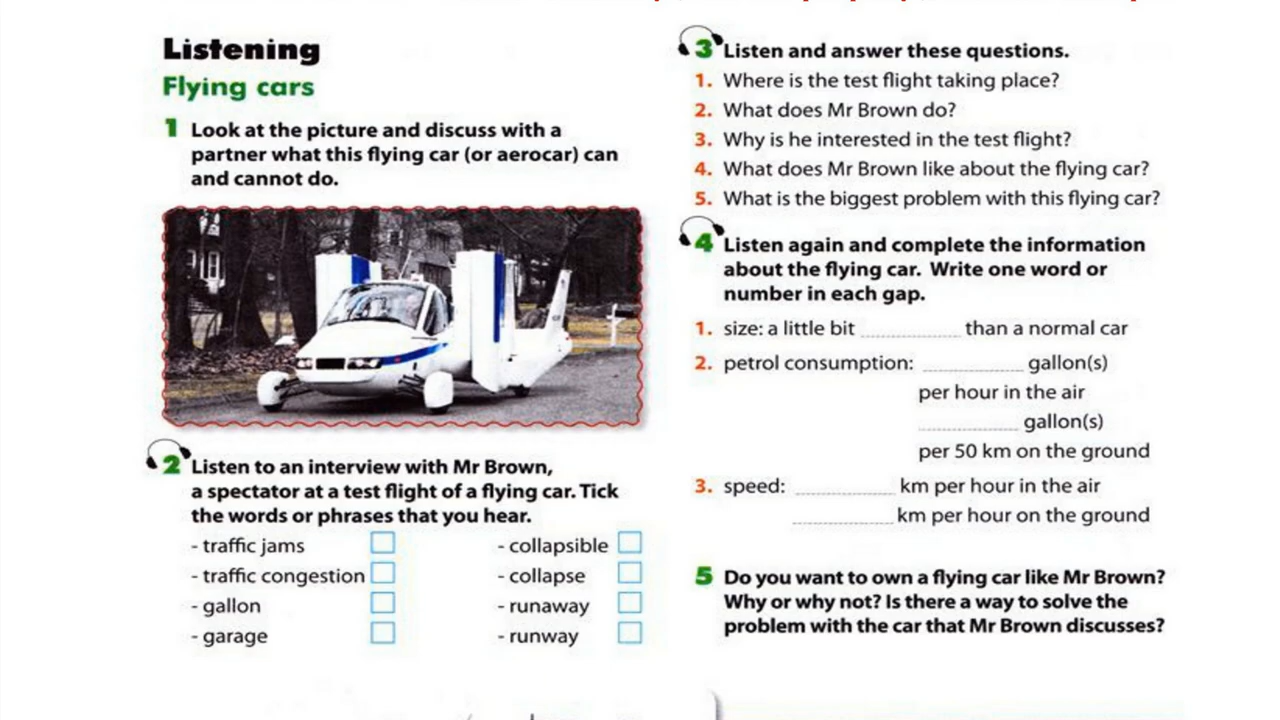 Listening
Flying cars
1 Look at the picture and discuss with a
partner what this flying car (or aerocar) can
and cannot do.
2 Listen to an interview with Mr Brown,
a spectator at a test flight of a flying car. Tick
the words or phrases that you hear.
- traffic jams
- collapsible
- traffic congestion
- collapse
- gallon
- runaway
- garage
- runway
3 Listen and answer these questions.
1. Where is the test flight taking place?
2. What does Mr Brown do?
3. Why is he interested in the test flight?
4. What does Mr Brown like about the flying car?
5. What is the biggest problem with this flying car?
4 Listen again and complete the information
about the flying car. Write one word or
number in each gap.
1. size: a little bit ............ than a normal car
2. petrol consumption: ............ gallon(s)
per hour in the air
............ gallon(s)
per 50 km on the ground
3. speed: ............ km per hour in the air
............ km per hour on the ground
5 Do you want to own a flying car like Mr Brown?
Why or why not? Is there a way to solve the
problem with the car that Mr Brown discusses?